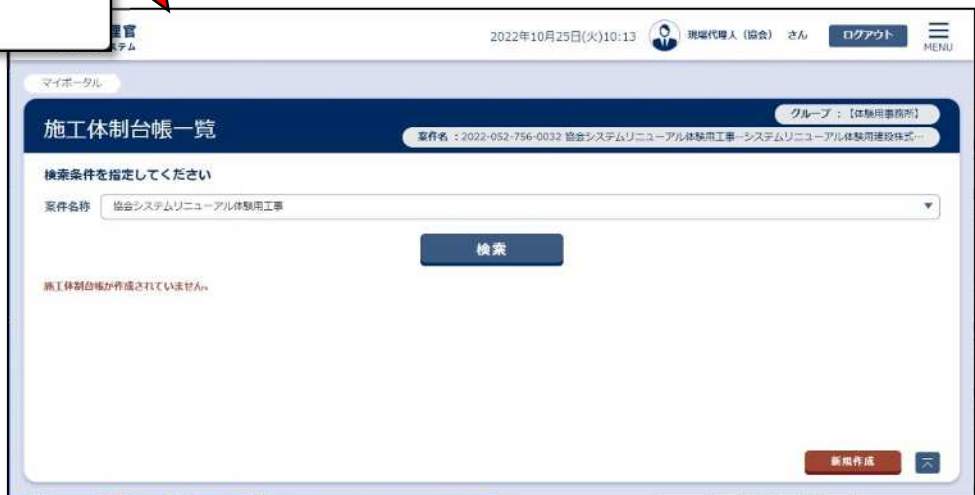 理官
ステム
2022年10月25日(火)10:13
現場代理人（協会） さん
ログアウト
MENU
マイポータル
施工体制台帳一覧
グループ：【体験用事務所】
案件名：2022-052-756-0032 協会システムリニューアル体験用工事--システムリニューアル体験用建設株式…
検索条件を指定してください
案件名称
協会システムリニューアル体験用工事
検索
施工体制台帳が作成されていません。
新規作成